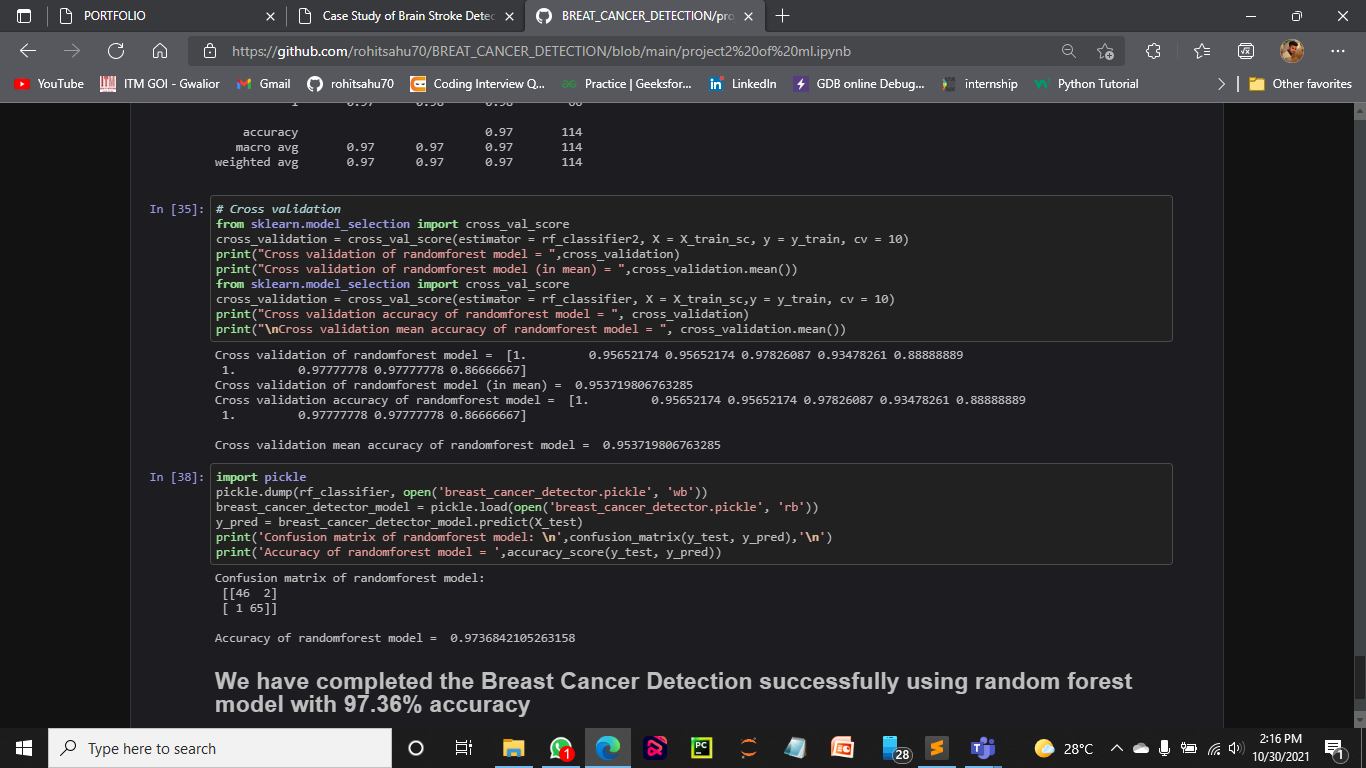 PORTFOLIO
Case Study of Brain Stroke Detec
BREAT_CANCER_DETECTION/pro
https://github.com/rohitsahu70/BREAT_CANCER_DETECTION/blob/main/project2%20of%20ml.ipynb
YouTube
ITM GOI - Gwalior
Gmail
rohitsahu70
Coding Interview Q...
Practice | Geeksfor...
LinkedIn
GDB online Debug...
internship
Python Tutorial
Other favorites
accuracy 0.97 114
macro avg 0.97 0.97 0.97 114
weighted avg 0.97 0.97 0.97 114
In [35]: # Cross validation
from sklearn.model_selection import cross_val_score
cross_validation = cross_val_score(estimator = rf_classifier2, X = X_train_sc, y = y_train, cv = 10)
print("Cross validation of randomforest model = ",cross_validation)
print("Cross validation of randomforest model (in mean) = ",cross_validation.mean())
from sklearn.model_selection import cross_val_score
cross_validation = cross_val_score(estimator = rf_classifier, X = X_train_sc,y = y_train, cv = 10)
print("Cross validation accuracy of randomforest model = ", cross_validation)
print("\nCross validation mean accuracy of randomforest model = ", cross_validation.mean())
Cross validation of randomforest model =  [1. 0.95652174 0.95652174 0.97826087 0.93478261 0.88888889
1. 0.97777778 0.97777778 0.86666667]
Cross validation of randomforest model (in mean) =  0.953719806763285
Cross validation accuracy of randomforest model =  [1. 0.95652174 0.95652174 0.97826087 0.93478261 0.88888889
1. 0.97777778 0.97777778 0.86666667]
Cross validation mean accuracy of randomforest model =  0.953719806763285
In [38]: import pickle
pickle.dump(rf_classifier, open('breast_cancer_detector.pickle', 'wb'))
breast_cancer_detector_model = pickle.load(open('breast_cancer_detector.pickle', 'rb'))
y_pred = breast_cancer_detector_model.predict(X_test)
print('Confusion matrix of randomforest model: \n',confusion_matrix(y_test, y_pred),'\n')
print('Accuracy of randomforest model = ',accuracy_score(y_test, y_pred))
Confusion matrix of randomforest model:
[[46  2]
[ 1 65]]
Accuracy of randomforest model =  0.9736842105263158
We have completed the Breast Cancer Detection successfully using random forest
model with 97.36% accuracy
Type here to search
1
PC
28
28°C
2:16 PM
10/30/2021
1